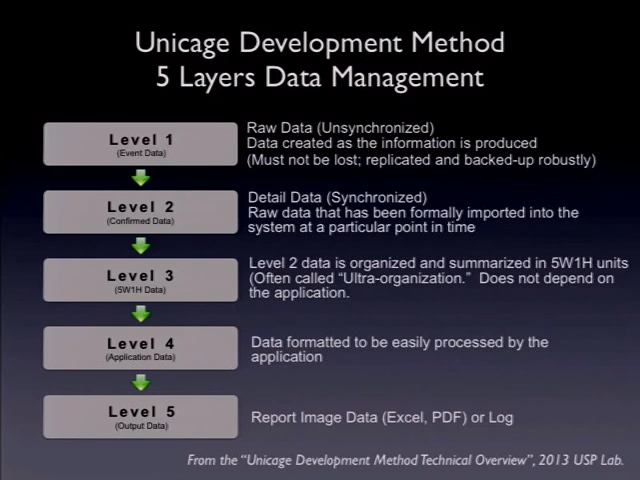 Unicage Development Method
5 Layers Data Management
Level 1
(Event Data)
Raw Data (Unsynchronized)
Data created as the information is produced
(Must not be lost; replicated and backed-up robustly)
Level 2
(Confirmed Data)
Detail Data (Synchronized)
Raw data that has been formally imported into the
system at a particular point in time
Level 3
(5W1H Data)
Level 2 data is organized and summarized in 5W1H units
(Often called “Ultra-organization.” Does not depend on
the application.
Level 4
(Application Data)
Data formatted to be easily processed by the
application
Level 5
(Output Data)
Report Image Data (Excel, PDF) or Log
From the “Unicage Development Method Technical Overview”, 2013 USP Lab.